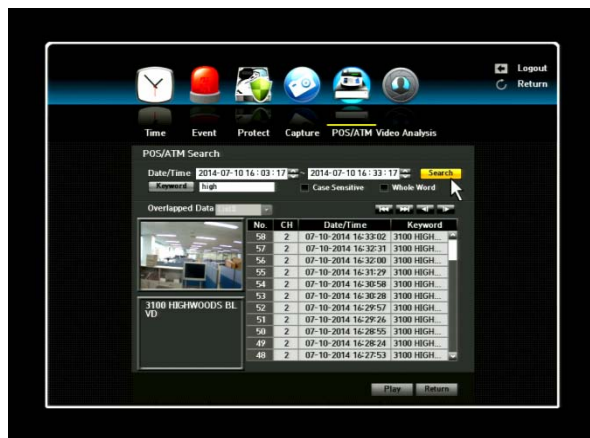 Logout
Return
Time Event Protect Capture POS/ATM Video Analysis
POS/ATM Search
Date/Time 2014-07-10 16:03:17 ~ 2014-07-10 16:33:17 Search
Keyword high Case Sensitive Whole Word
Overlapped Data
No. CH Date/Time Keyword
58 2 07-10-2014 16:33:02 3100 HIGH...
57 2 07-10-2014 16:32:31 3100 HIGH...
56 2 07-10-2014 16:32:00 3100 HIGH...
55 2 07-10-2014 16:31:29 3100 HIGH...
54 2 07-10-2014 16:30:58 3100 HIGH...
53 2 07-10-2014 16:30:28 3100 HIGH...
52 2 07-10-2014 16:29:57 3100 HIGH...
51 2 07-10-2014 16:29:26 3100 HIGH...
50 2 07-10-2014 16:28:55 3100 HIGH...
49 2 07-10-2014 16:28:24 3100 HIGH...
48 2 07-10-2014 16:27:53 3100 HIGH...
3100 HIGHWOODS BL
VD
Play Return